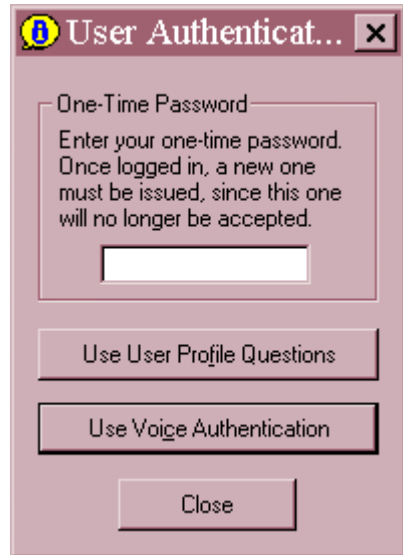 User Authenticat...
One-Time Password
Enter your one-time password.
Once logged in, a new one
must be issued, since this one
will no longer be accepted.
Use User Profile Questions
Use Voice Authentication
Close